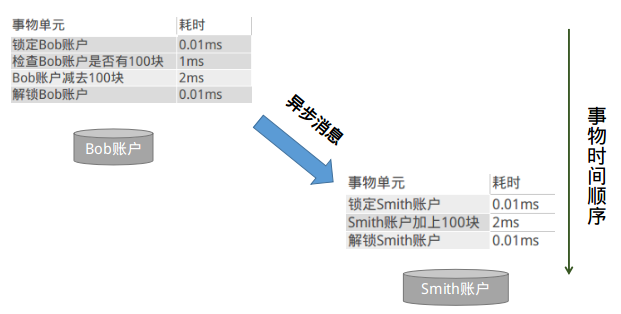 事物单元 耗时
锁定Bob账户 0.01ms
检查Bob账户是否有100块 1ms
Bob账户减去100块 2ms
解锁Bob账户 0.01ms
Bob账户
异步消息
事物单元 耗时
锁定Smith账户 0.01ms
Smith账户加上100块 2ms
解锁Smith账户 0.01ms
Smith账户
事物时间顺序